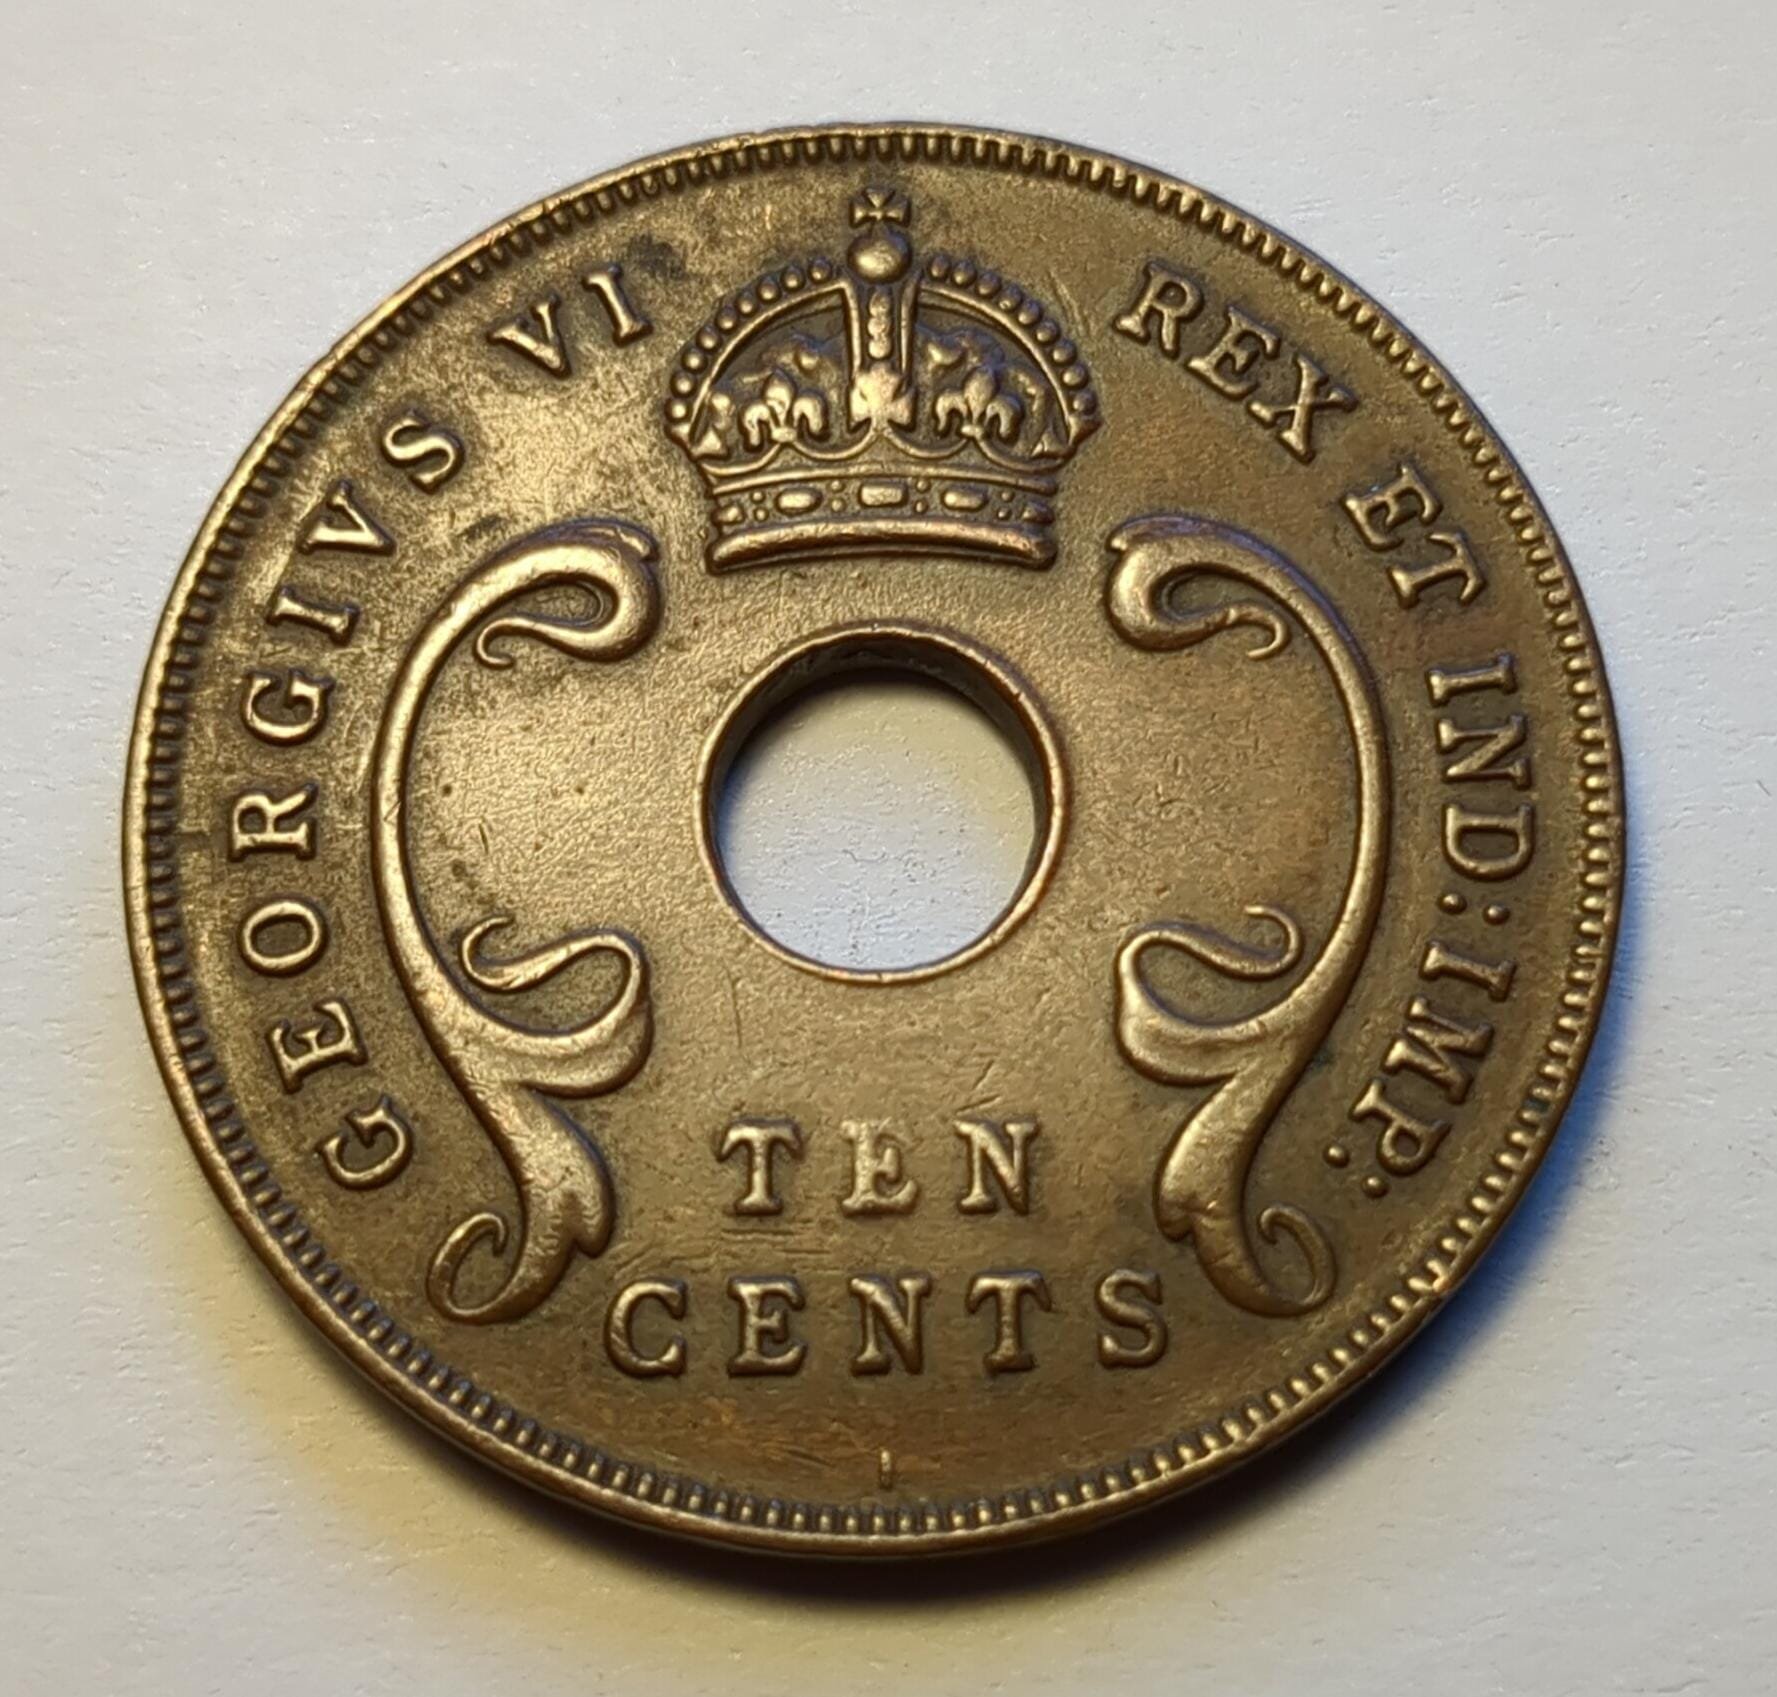 GEORGIVS VI REX ET IND:IMP:
TEN
CENTS
I